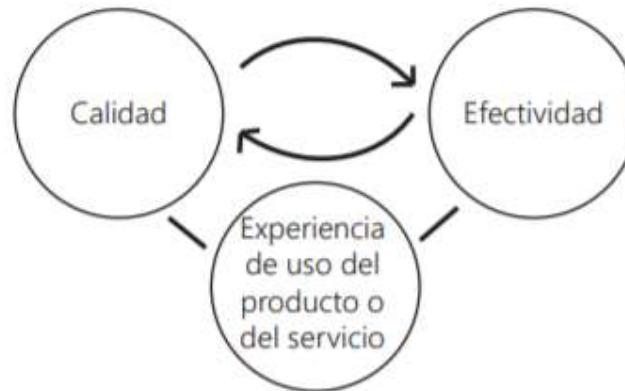 Calidad
Efectividad
Experiencia
de uso del
producto o
del servicio